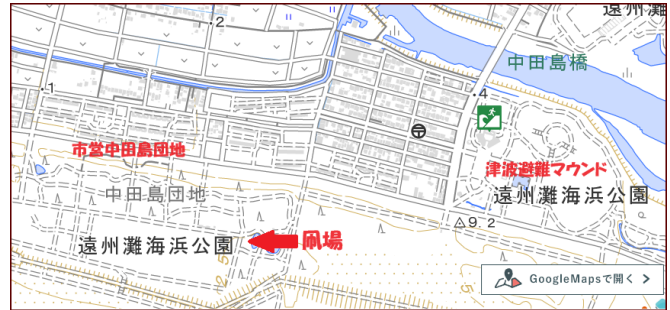 遠州灘
2
中田島橋
1
4
市営中田島団地
津波避難マウンド
中田島団地
遠州灘海浜公園
9.2
遠州灘海浜公園
凧場
2.5
GoogleMapsで開く